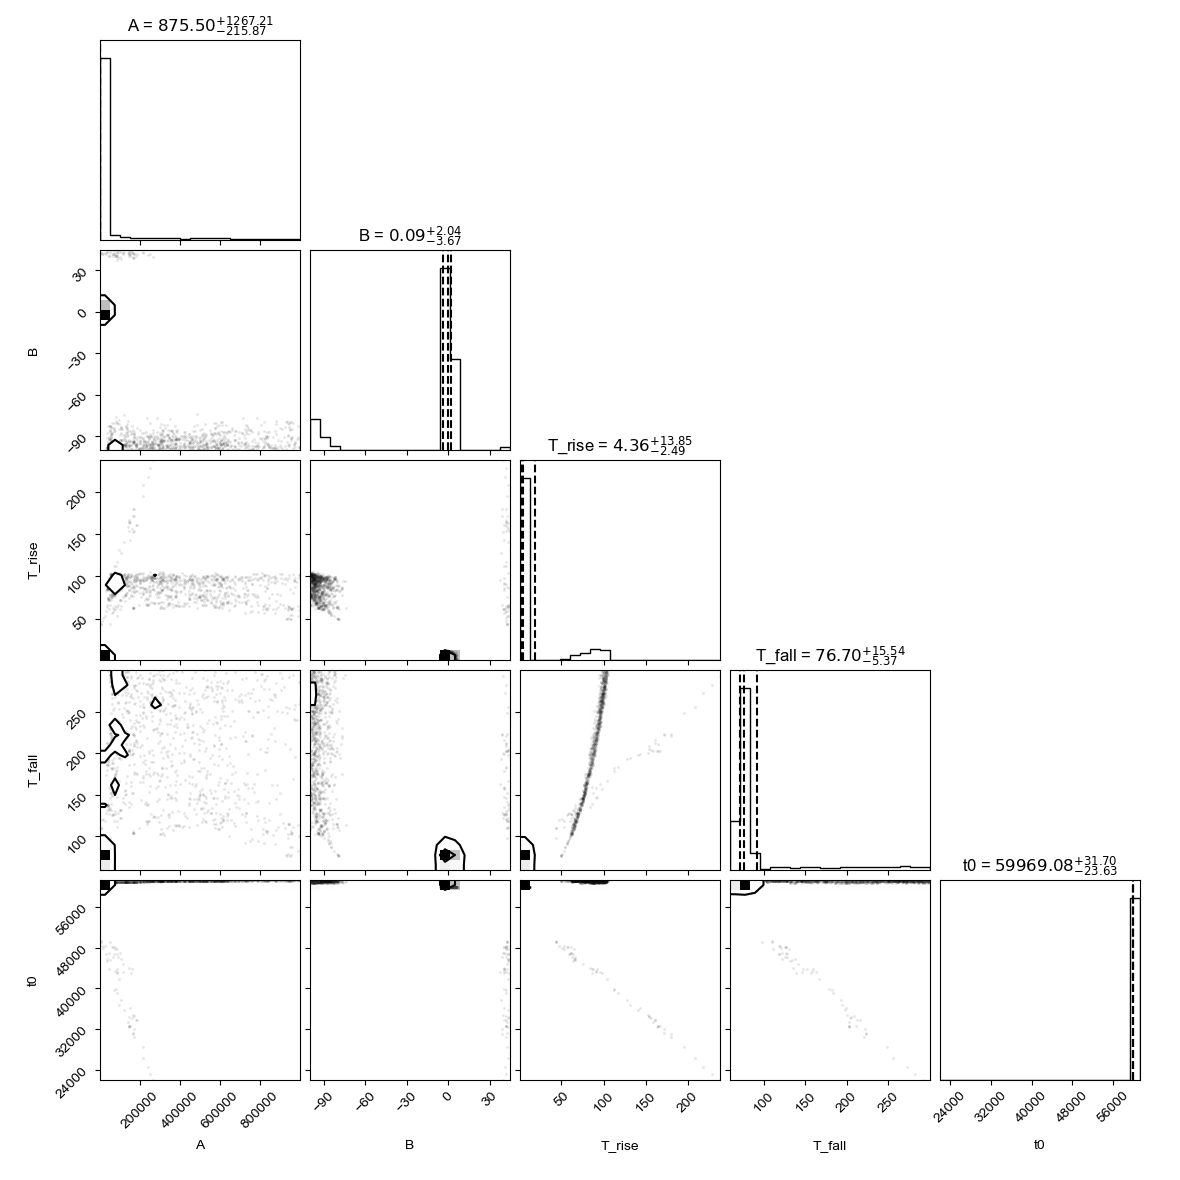 A = 875.50+1267.21−215.87
B = 0.09+2.04−3.67
30
0
−30
−60
−90
B
T_rise = 4.36+13.85−2.49
200
150
100
50
T_rise
T_fall = 76.70+15.54−5.37
250
200
150
100
T_fall
t0 = 59969.08+31.70−23.63
56000
48000
40000
32000
24000
t0
200000 400000 600000 800000
−90 −60 −30 0 30
50 100 150 200
100 150 200 250
24000 32000 40000 48000 56000
A B T_rise T_fall t0